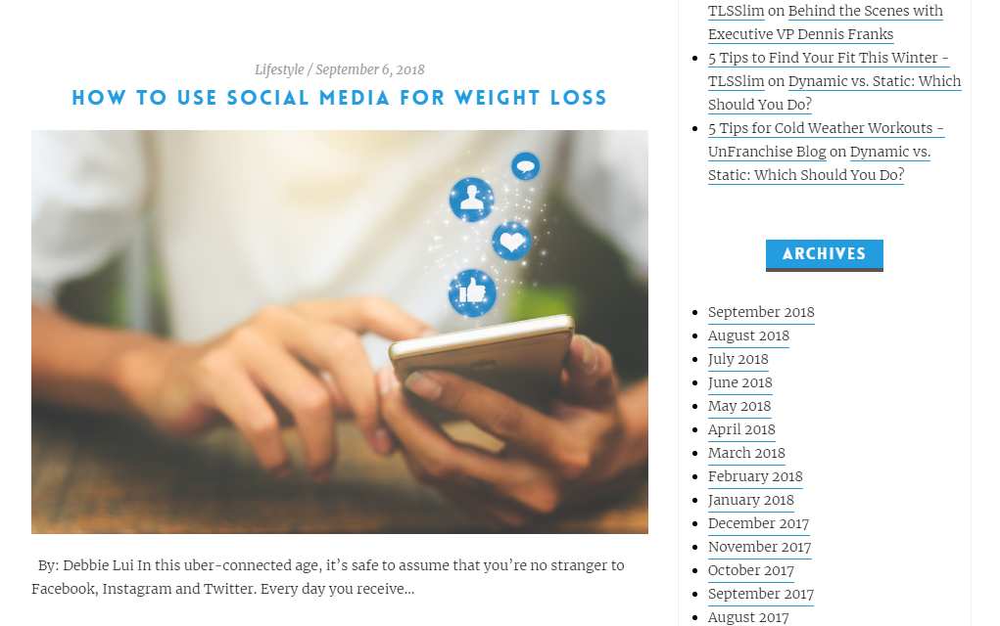 Lifestyle / September 6, 2018
HOW TO USE SOCIAL MEDIA FOR WEIGHT LOSS
By: Debbie Lui In this uber-connected age, it’s safe to assume that you’re no stranger to
Facebook, Instagram and Twitter. Every day you receive…
TLSSlim on Behind the Scenes with
Executive VP Dennis Franks
5 Tips to Find Your Fit This Winter –
TLSSlim on Dynamic vs. Static: Which
Should You Do?
5 Tips for Cold Weather Workouts –
UnFranchise Blog on Dynamic vs.
Static: Which Should You Do?
ARCHIVES
September 2018
August 2018
July 2018
June 2018
May 2018
April 2018
March 2018
February 2018
January 2018
December 2017
November 2017
October 2017
September 2017
August 2017